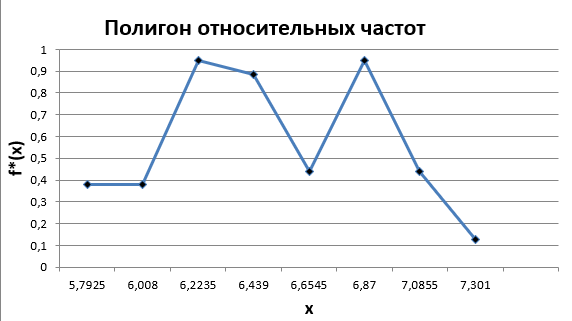 Полигон относительных частот
f*(x)
1
0,9
0,8
0,7
0,6
0,5
0,4
0,3
0,2
0,1
0
5,7925 6,008 6,2235 6,439 6,6545 6,87 7,0855 7,301
x